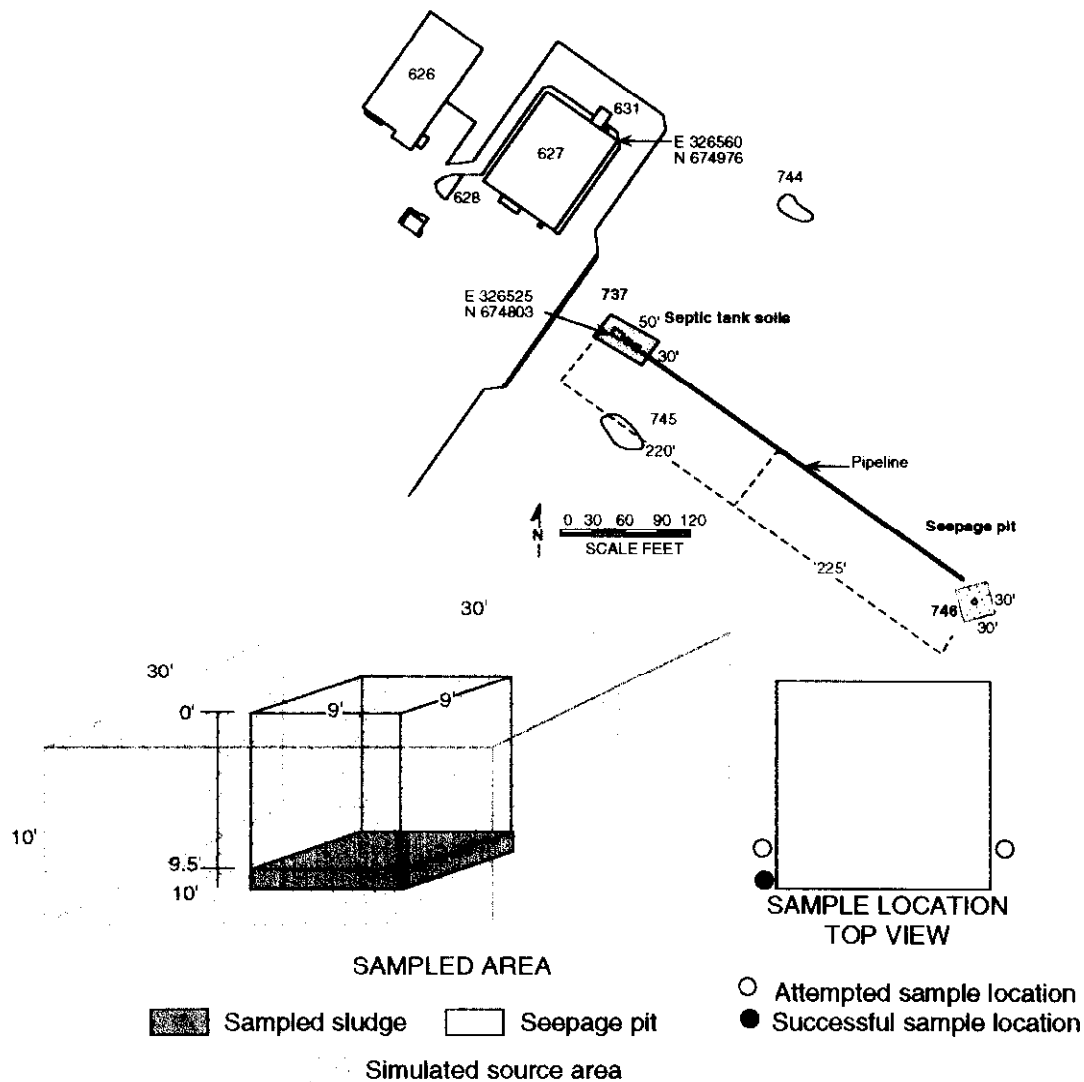 626
631
627
E 326560
N 674976
744
628
E 326525
N 674803
737
50'
Septic tank soils
30'
745
220'
Pipeline
N
0 30 60 90 120
SCALE FEET
Seepage pit
225'
746
30'
30'
30'
30'
0'
9'
9'
10'
9.5'
10'
SAMPLE LOCATION
TOP VIEW
SAMPLED AREA
Sampled sludge
Seepage pit
Simulated source area
Attempted sample location
Successful sample location